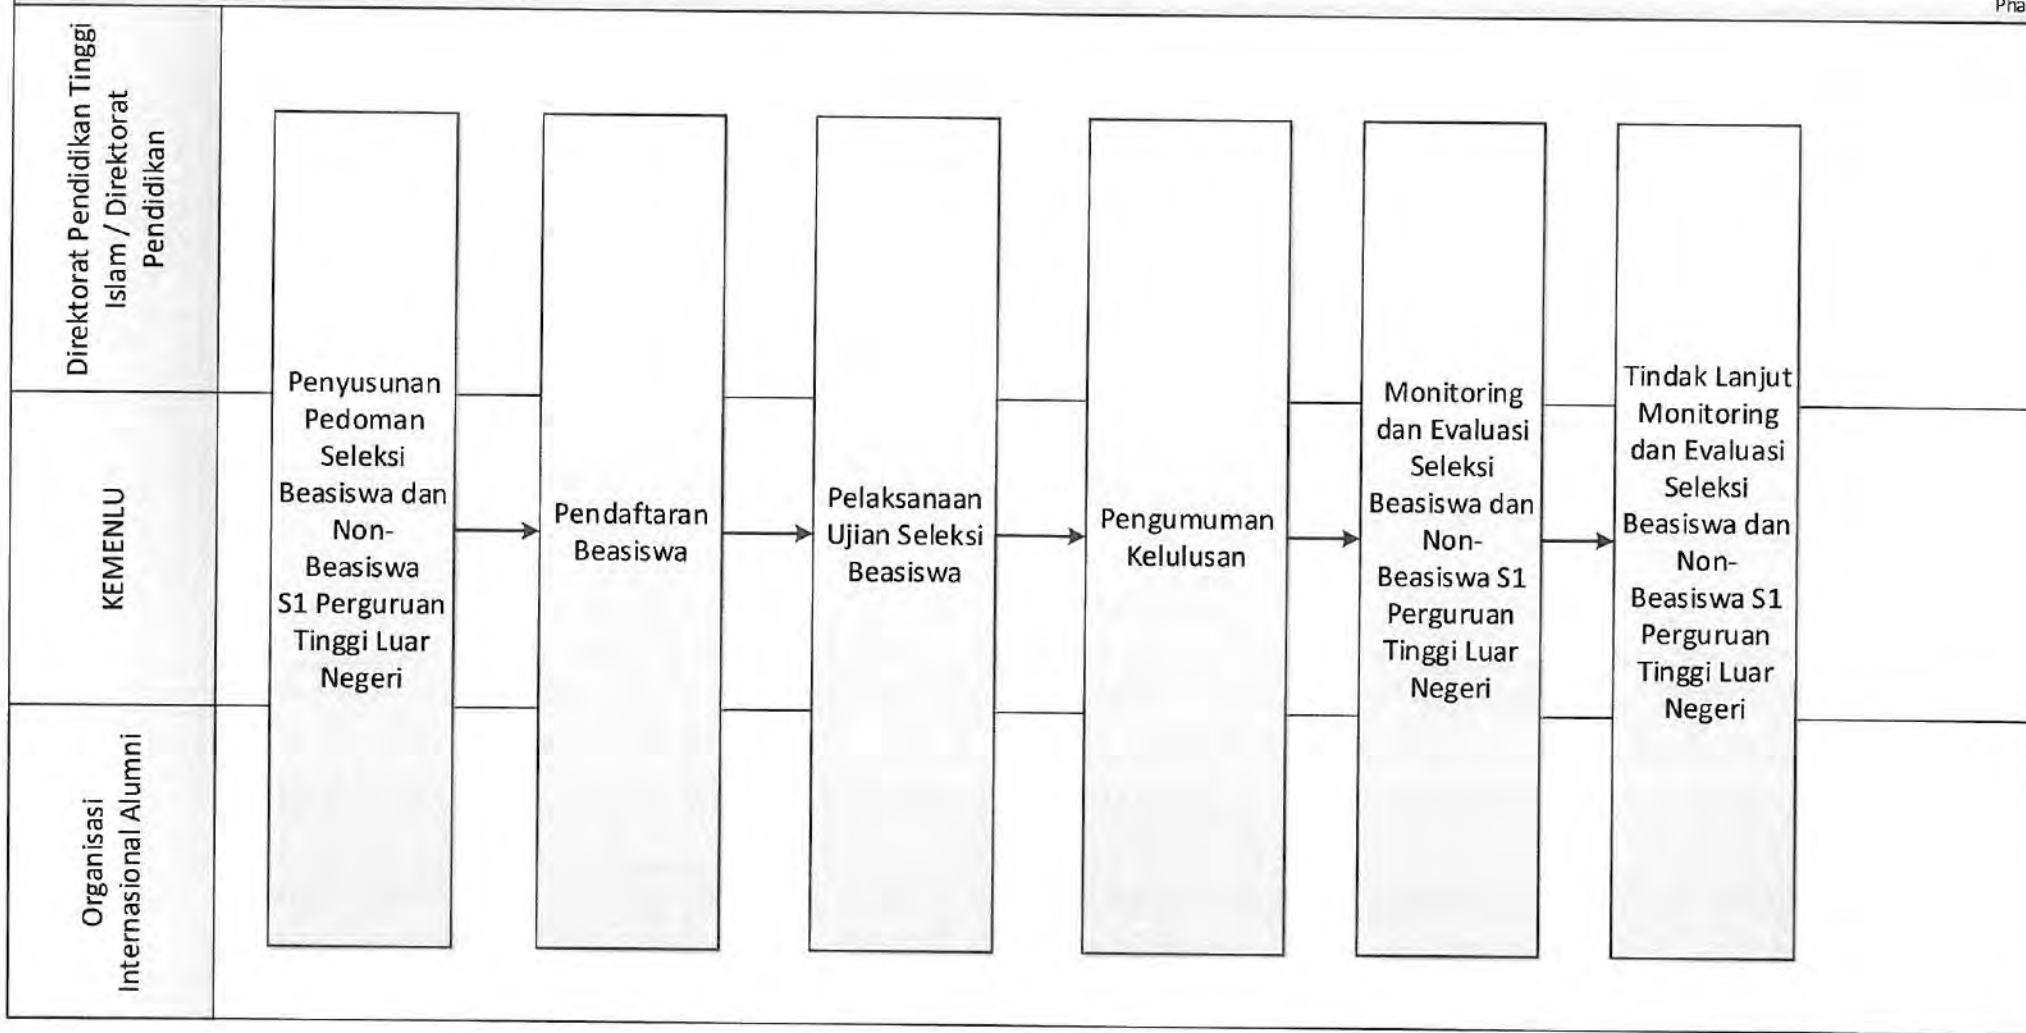 Pha
Direktorat Pendidikan Tinggi
Islam / Direktorat
Pendidikan
KEMENLU
Organisasi
Internasional Alumni
Penyusunan
Pedoman
Seleksi
Beasiswa dan
Non-
Beasiswa
S1 Perguruan
Tinggi Luar
Negeri
Pendaftaran
Beasiswa
Pelaksanaan
Ujian Seleksi
Beasiswa
Pengumuman
Kelulusan
Monitoring
dan Evaluasi
Seleksi
Beasiswa dan
Non-
Beasiswa S1
Perguruan
Tinggi Luar
Negeri
Tindak Lanjut
Monitoring
dan Evaluasi
Seleksi
Beasiswa dan
Non-
Beasiswa S1
Perguruan
Tinggi Luar
Negeri